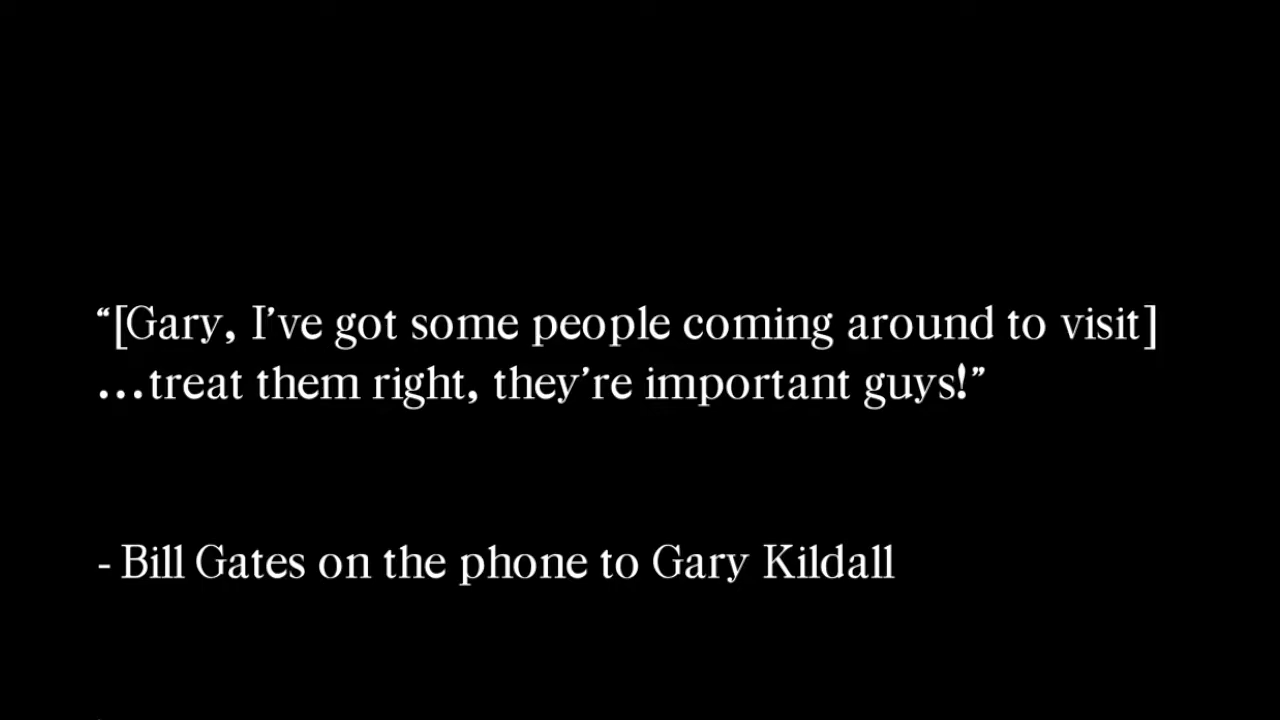 “[Gary, I’ve got some people coming around to visit]
…treat them right, they’re important guys!”
- Bill Gates on the phone to Gary Kildall